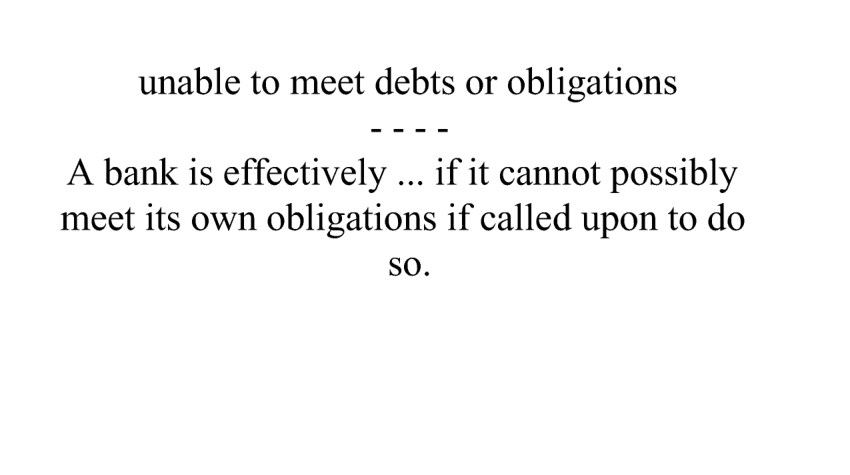 unable to meet debts or obligations
- - - -
A bank is effectively ... if it cannot possibly
meet its own obligations if called upon to do
so.